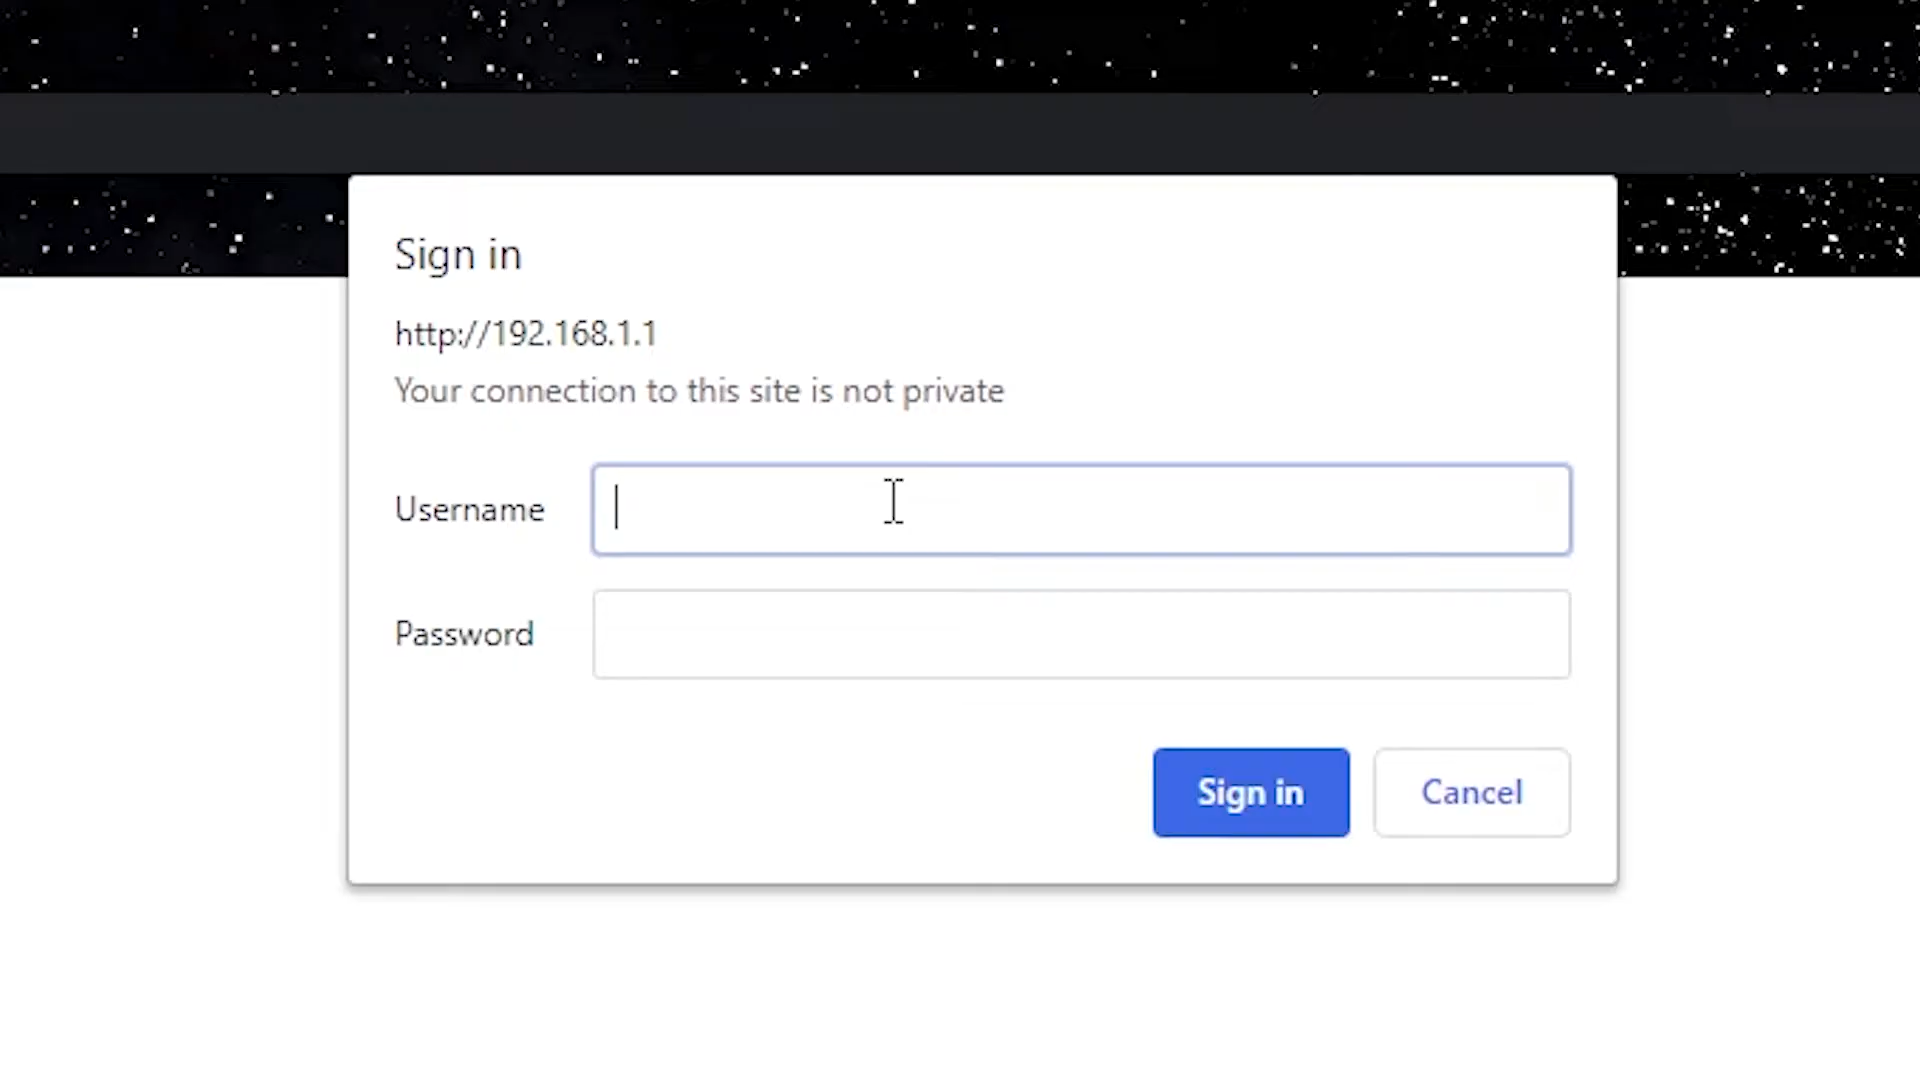 Sign in
http://192.168.1.1
Your connection to this site is not private
Username
Password
Sign in
Cancel